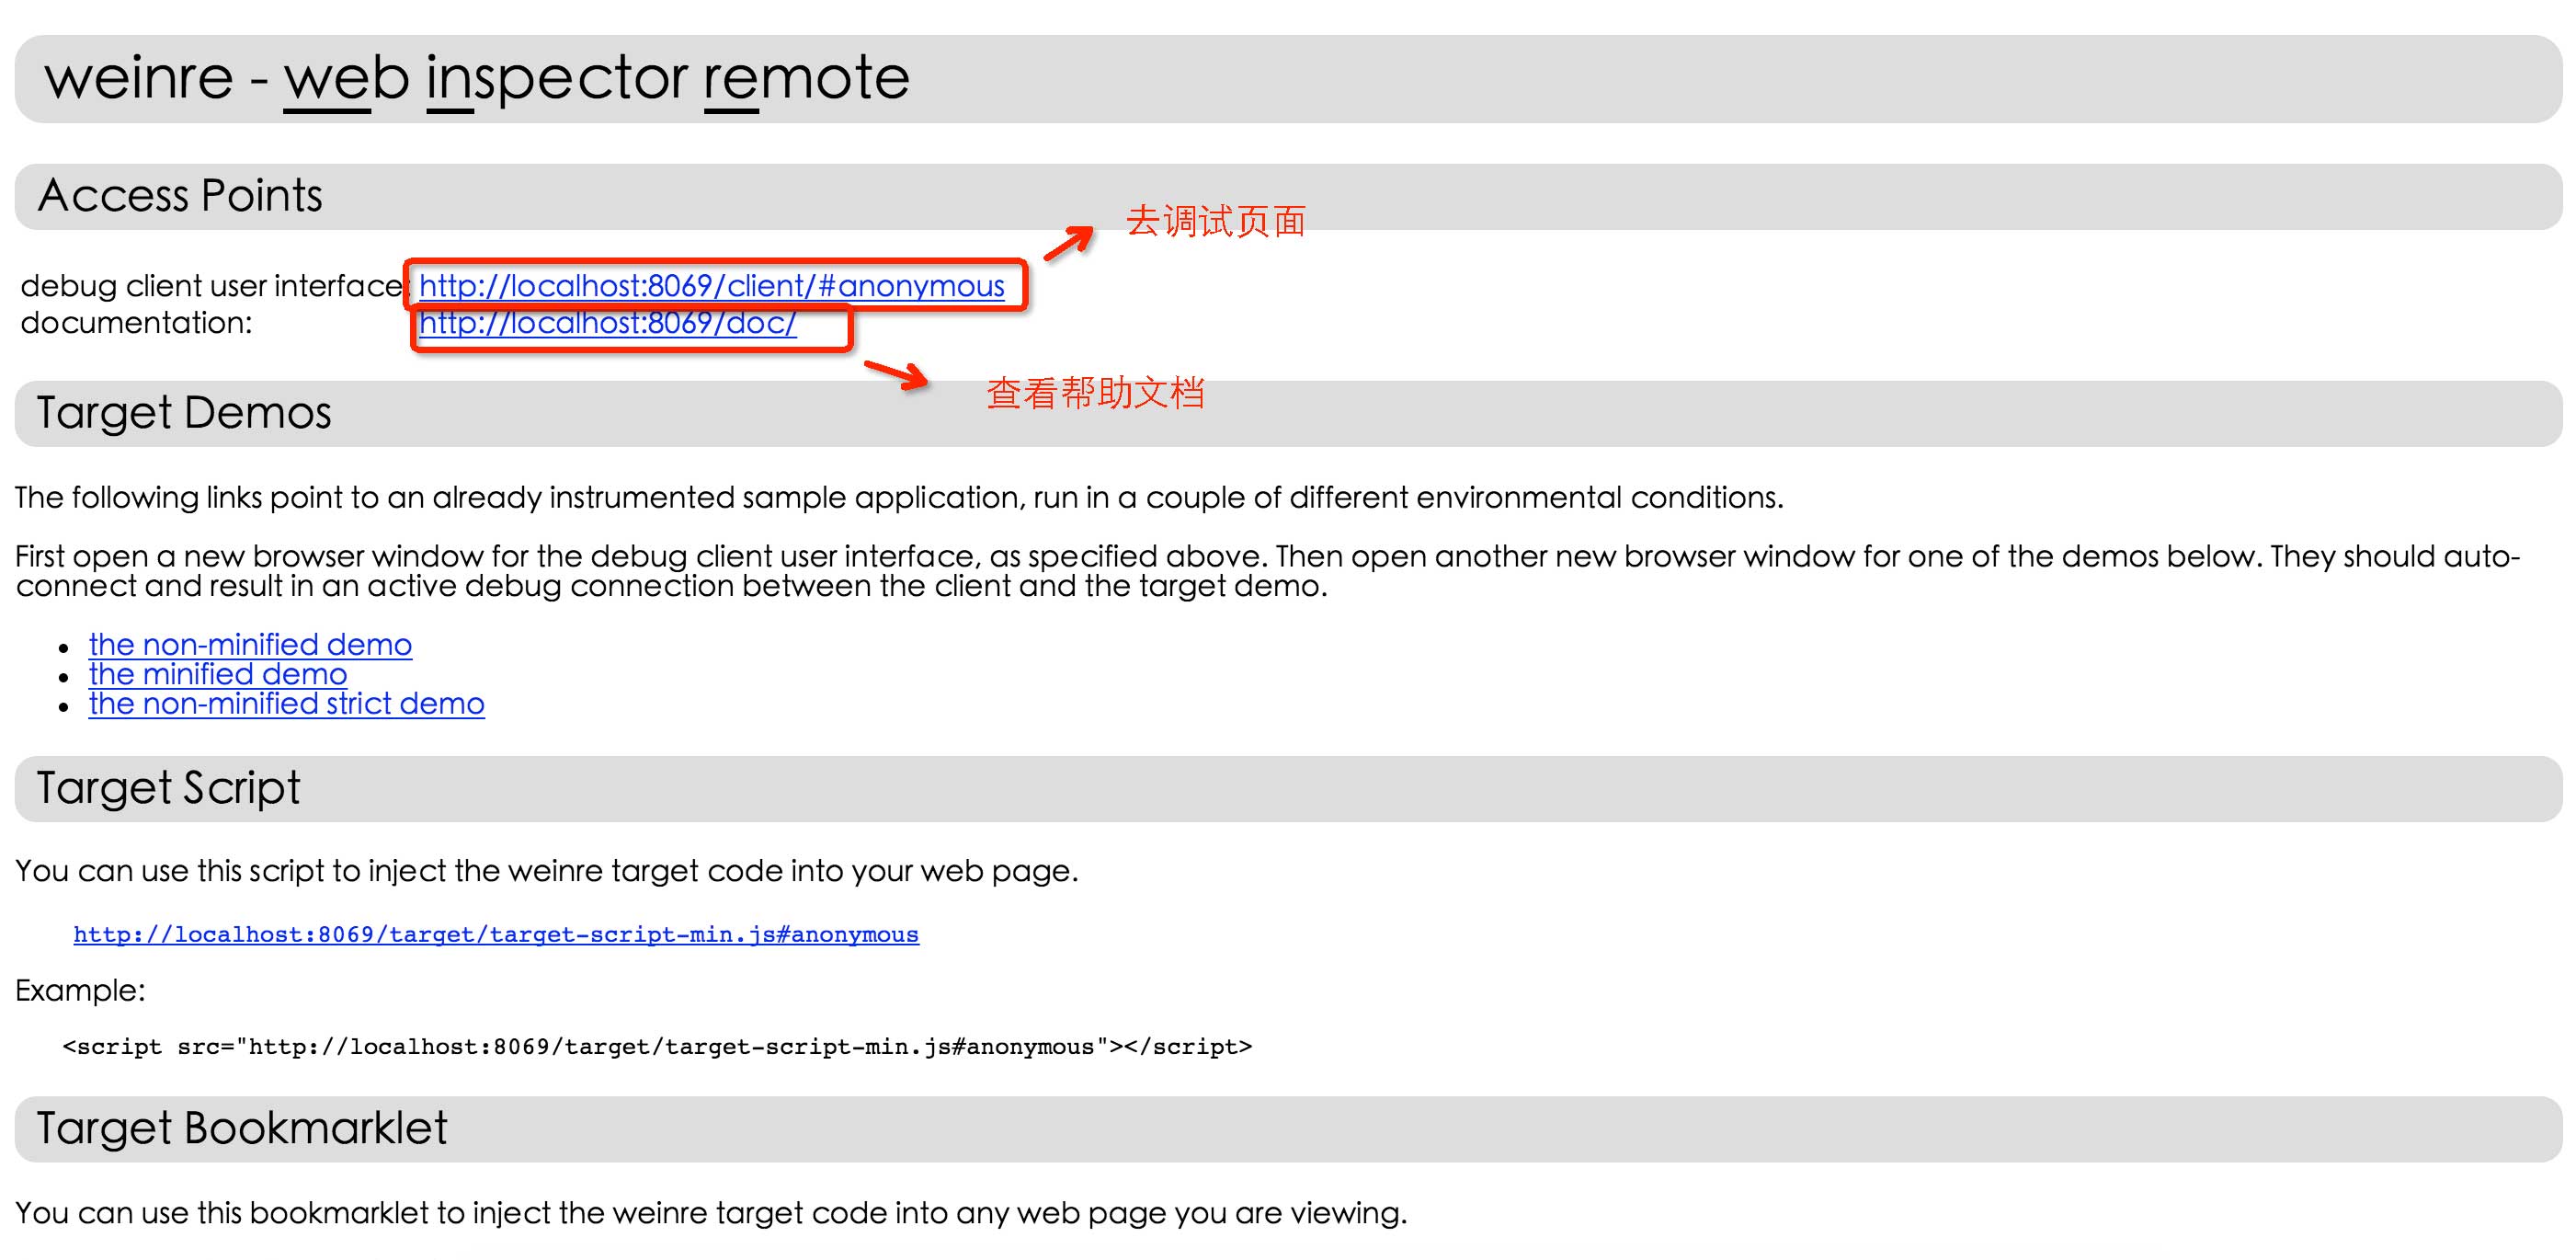 weinre - web inspector remote
Access Points
去调试页面
debug client user interface: http://localhost:8069/client/#anonymous
documentation: http://localhost:8069/doc/
查看帮助文档
Target Demos
The following links point to an already instrumented sample application, run in a couple of different environmental conditions.
First open a new browser window for the debug client user interface, as specified above. Then open another new browser window for one of the demos below. They should auto-
connect and result in an active debug connection between the client and the target demo.
• the non-minified demo
• the minified demo
• the non-minified strict demo
Target Script
You can use this script to inject the weinre target code into your web page.
http://localhost:8069/target/target-script-min.js#anonymous
Example:
<script src="http://localhost:8069/target/target-script-min.js#anonymous"></script>
Target Bookmarklet
You can use this bookmarklet to inject the weinre target code into any web page you are viewing.